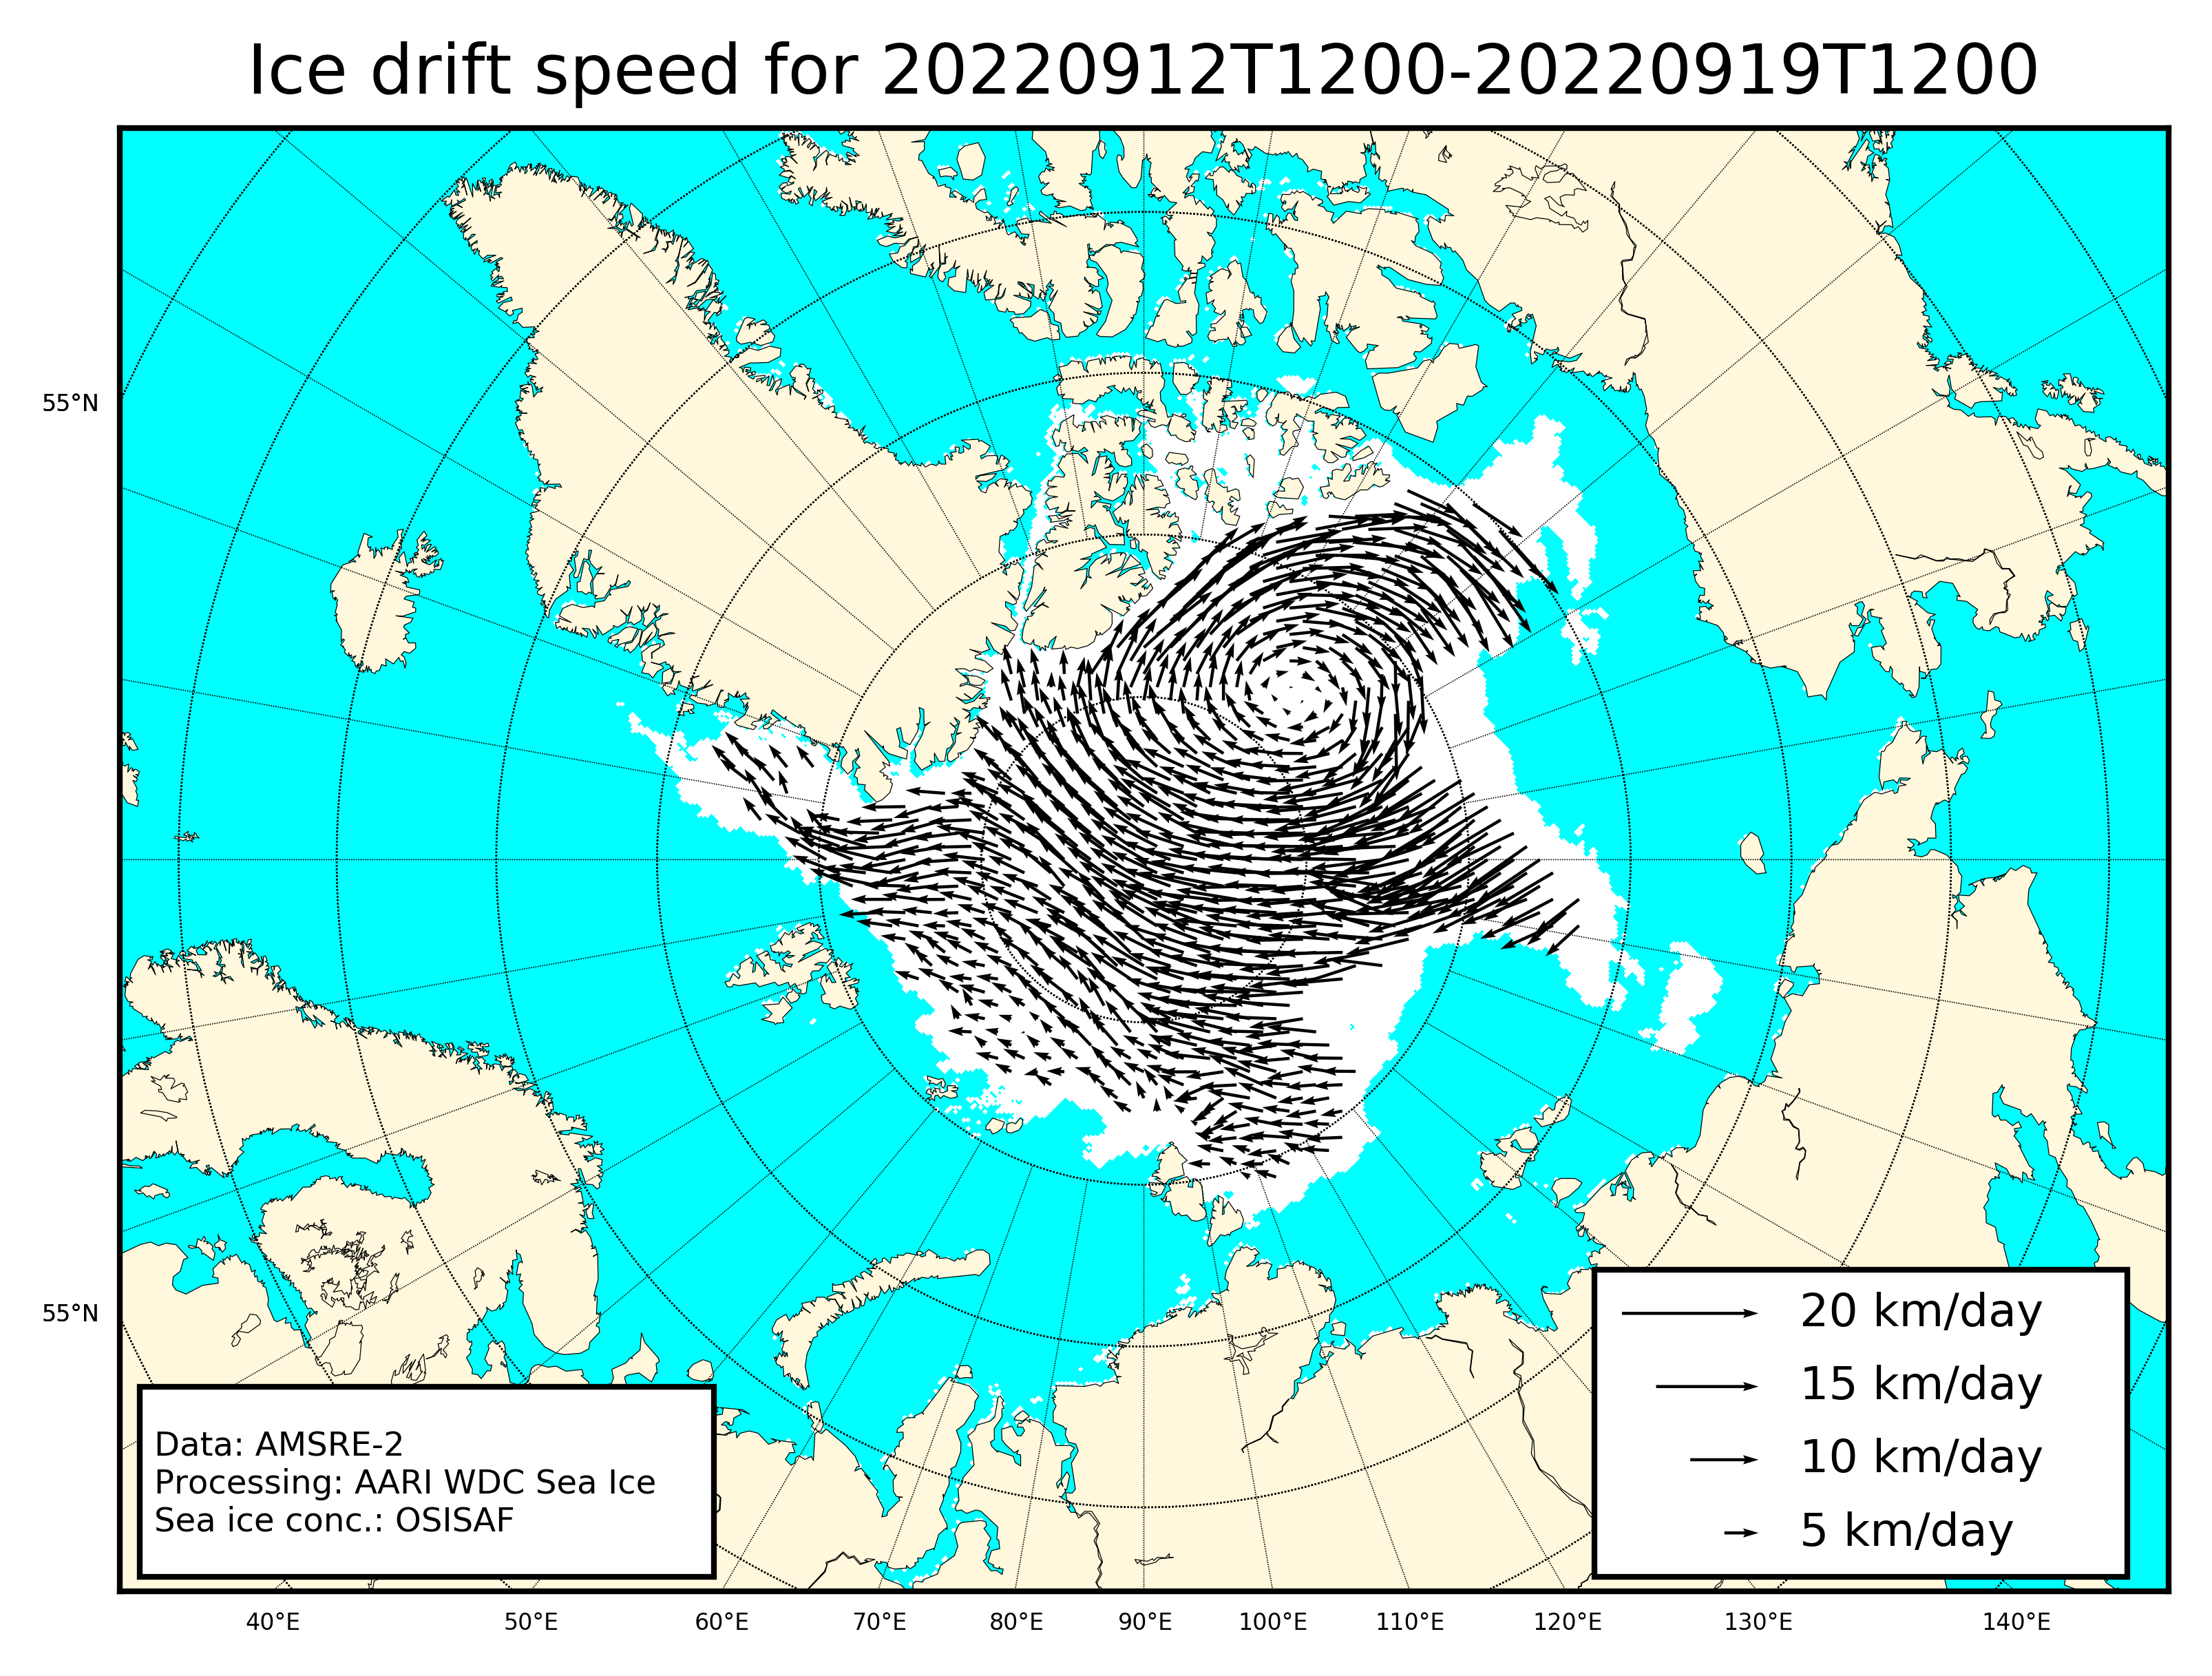 Ice drift speed for 20220912T1200-20220919T1200
55°N
55°N
20 km/day
15 km/day
10 km/day
5 km/day
Data: AMSRE-2
Processing: AARI WDC Sea Ice
Sea ice conc.: OSISAF
40°E 50°E 60°E 70°E 80°E 90°E 100°E 110°E 120°E 130°E 140°E